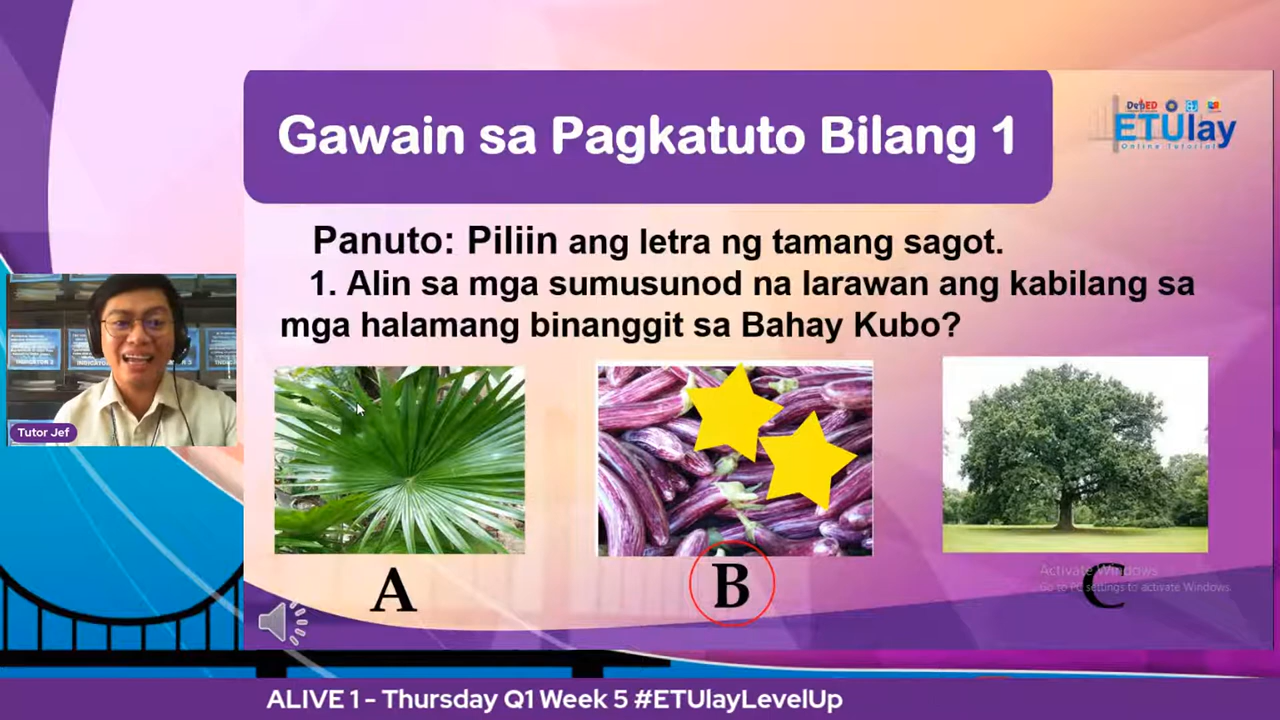 Gawain sa Pagkatuto Bilang 1
DepED
ETUlay
Online Tutorial
Panuto: Piliin ang letra ng tamang sagot.
1. Alin sa mga sumusunod na larawan ang kabilang sa
mga halamang binanggit sa Bahay Kubo?
Tutor Jef
A
B
C
Activate Windows
Go to PC settings to activate Windows.
ALIVE 1 - Thursday Q1 Week 5 #ETUlayLevelUp